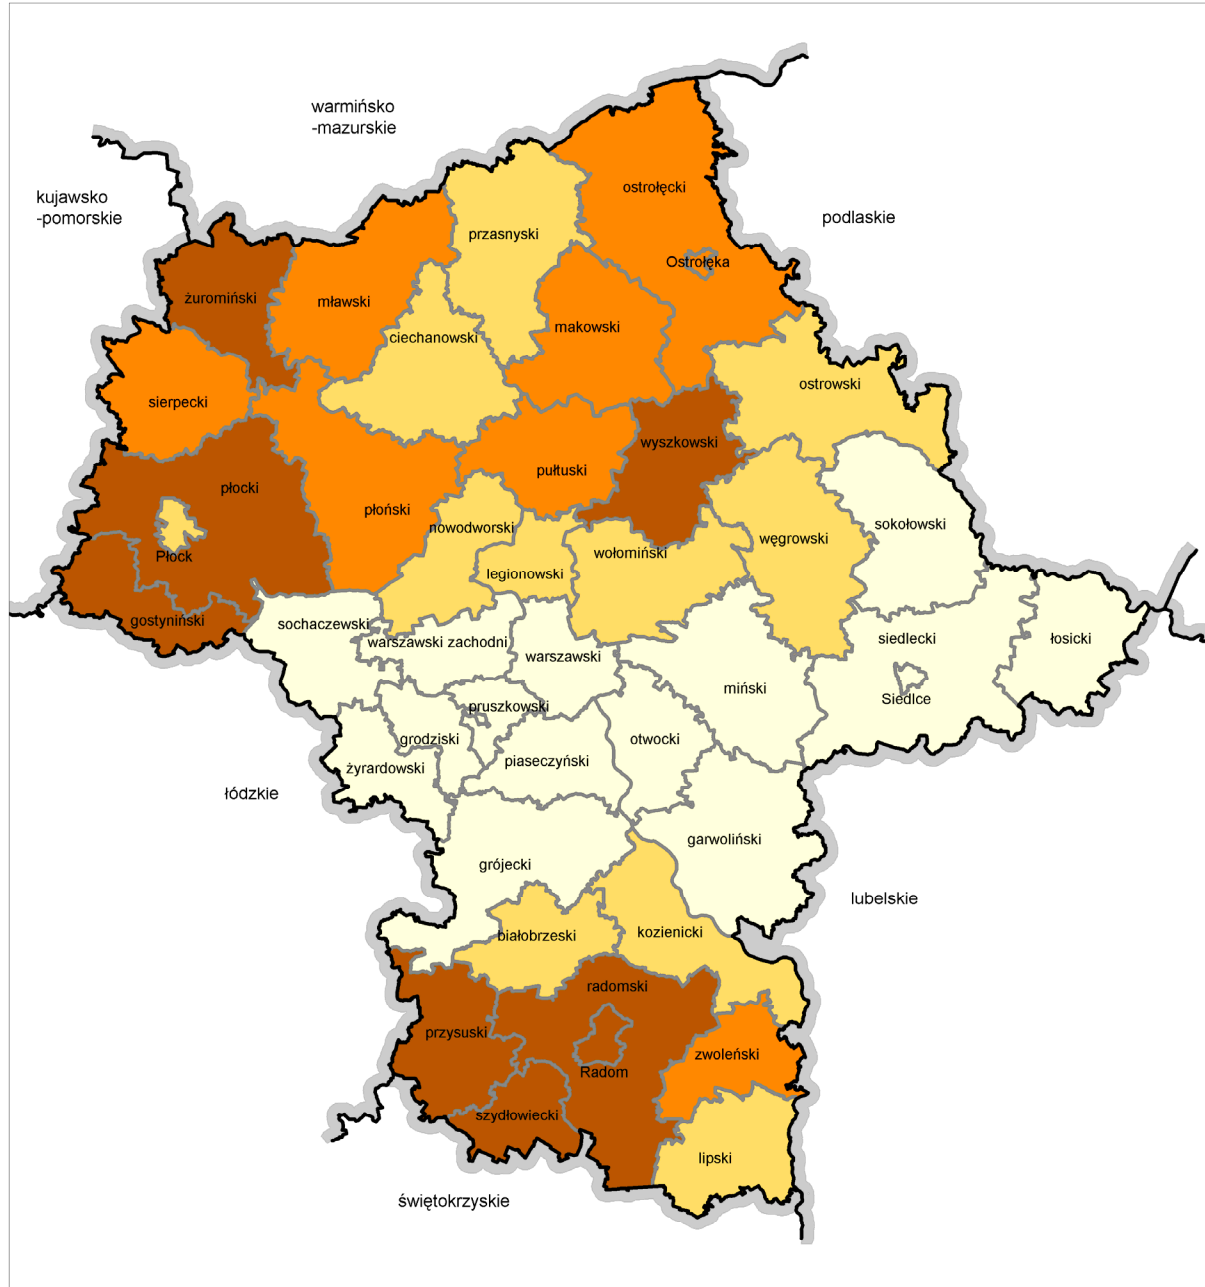 warmińsko
-mazurskie
kujawsko
-pomorskie
podlaskie
ostrołęcki
przasnyski
Ostrołęka
żuromiński
mławski
makowski
ciechanowski
ostrowski
sierpecki
wyszkowski
pułtuski
płocki
płoński
nowodworski
sokołowski
węgrowski
wołomiński
Płock
legionowski
gostyniński
sochaczewski
warszawski zachodni
warszawski
siedlecki
łosicki
miński
Siedlce
pruszkowski
grodziski
otwocki
piaseczyński
żyrardowski
łódzkie
garwoliński
grójecki
lubelskie
białobrzeski
kozienicki
radomski
przysuski
zwoleński
Radom
szydłowiecki
lipski
świętokrzyskie